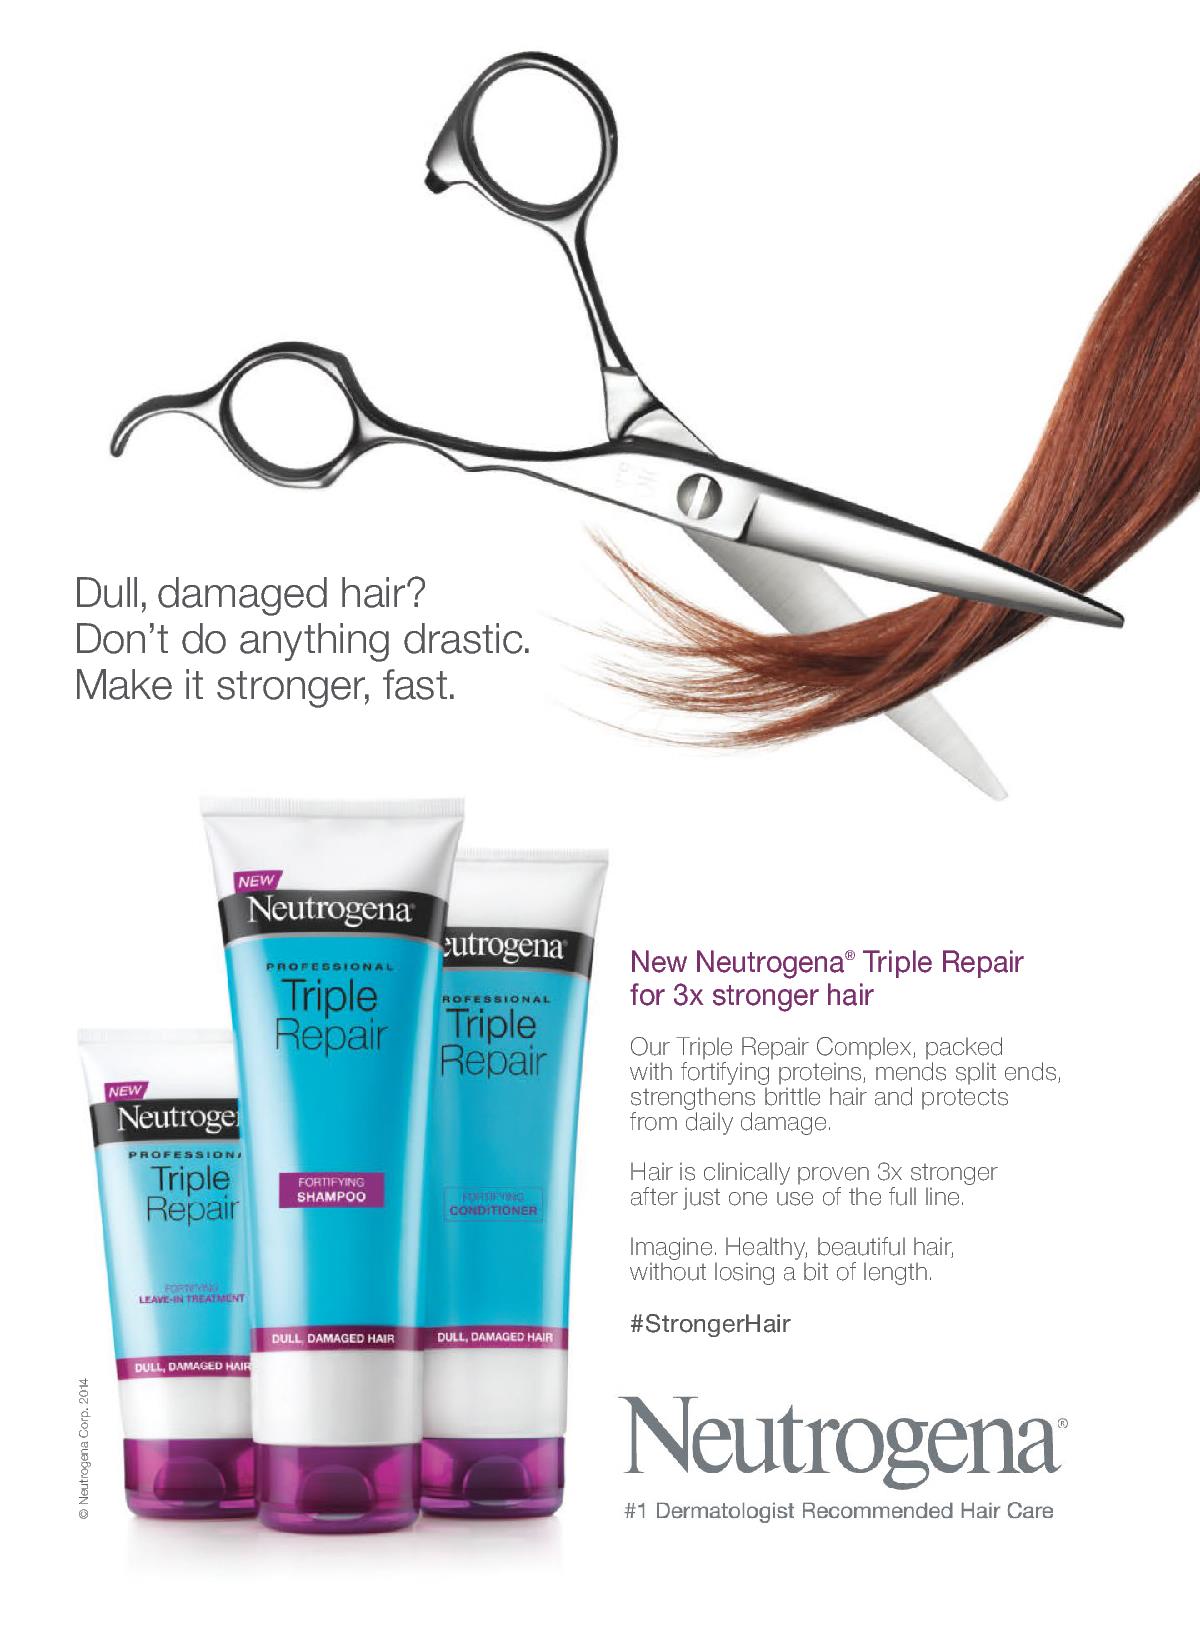 Dull, damaged hair?
Don't do anything drastic.
Make it stronger, fast.
NEW
Neutrogena®
PROFESSIONAL
Triple
Repair
FORTIFYING
SHAMPOO
DULL, DAMAGED HAIR
eutrogena®
ROFESSIONAL
Triple
Repair
FORTIFYING
CONDITIONER
DULL, DAMAGED HAIR
NEW
Neutroge
PROFESSIONA
Triple
Repair
FORTIFYING
LEAVE-IN TREATMENT
DULL, DAMAGED HAIR
New Neutrogena® Triple Repair
for 3x stronger hair
Our Triple Repair Complex, packed
with fortifying proteins, mends split ends,
strengthens brittle hair and protects
from daily damage.
Hair is clinically proven 3x stronger
after just one use of the full line.
Imagine. Healthy, beautiful hair,
without losing a bit of length.
#StrongerHair
Neutrogena®
#1 Dermatologist Recommended Hair Care
© Neutrogena Corp. 2014